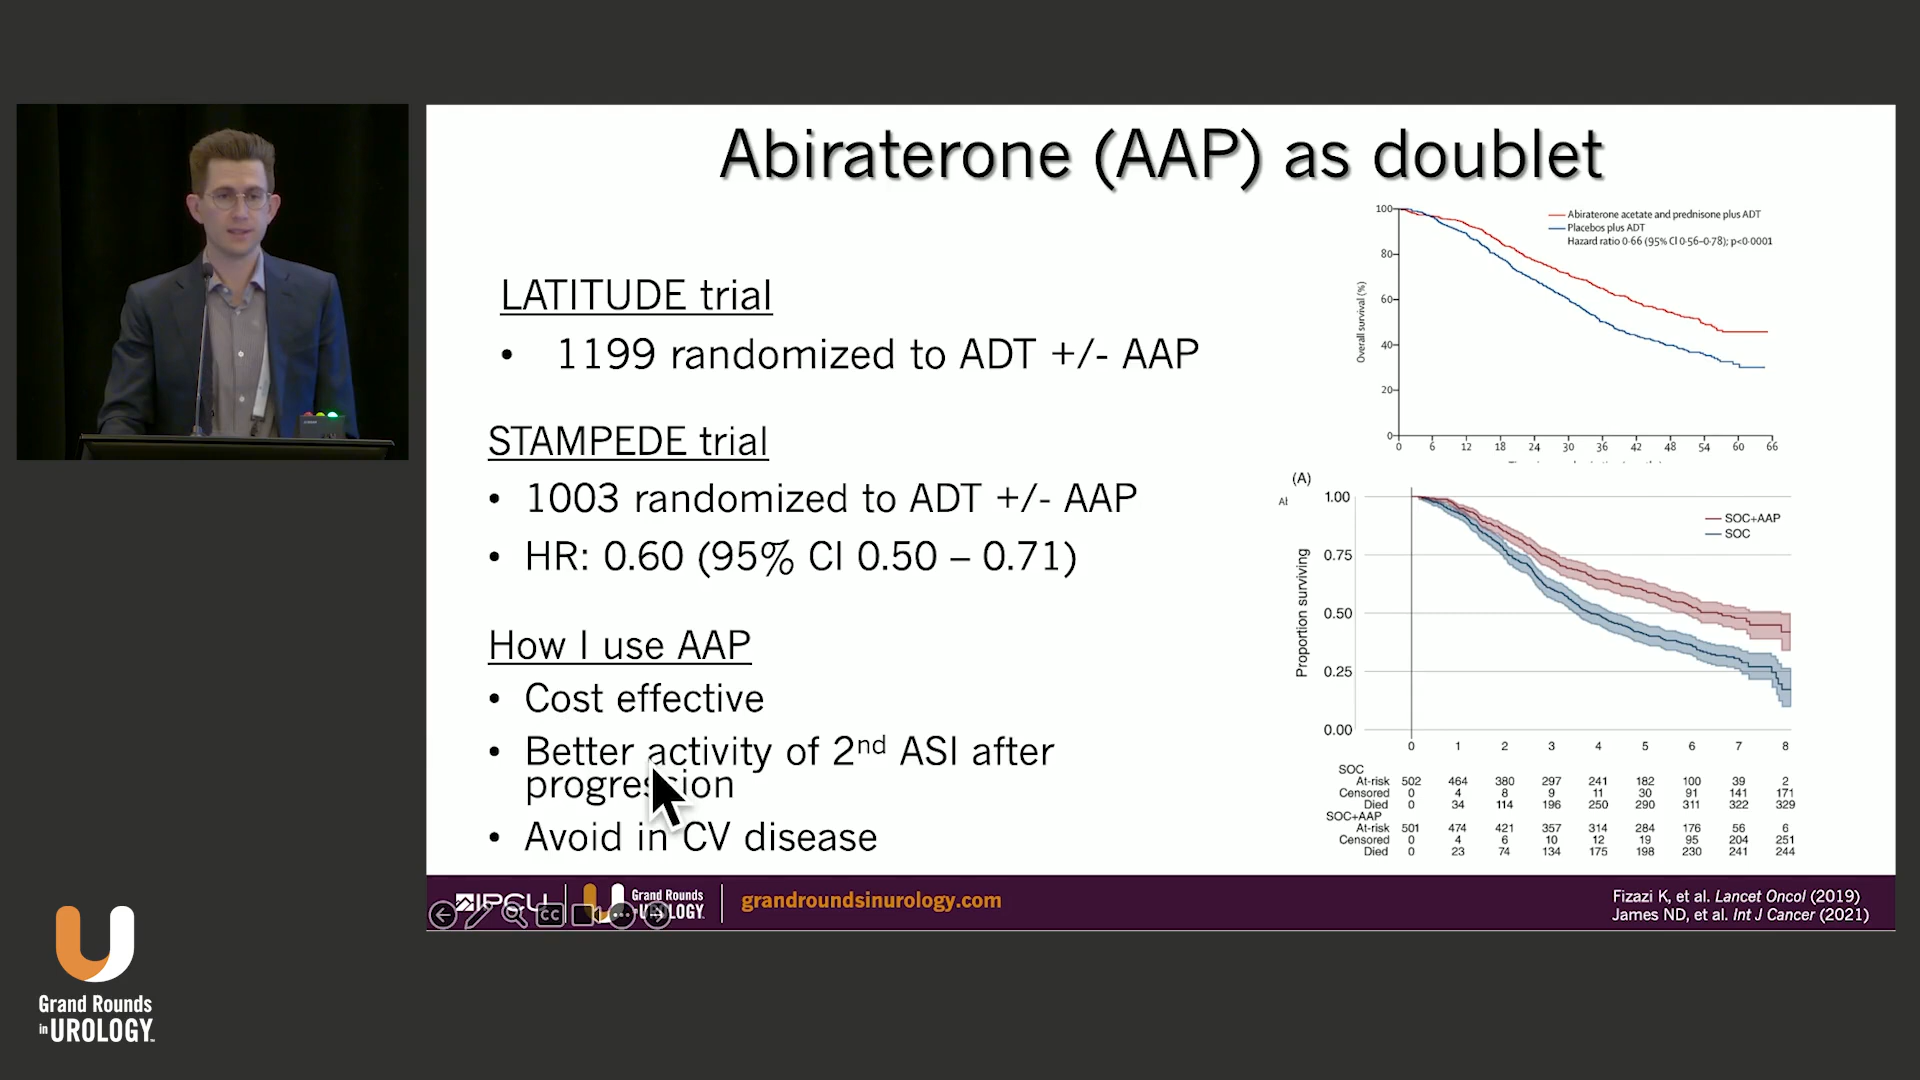 Abiraterone (AAP) as doublet
LATITUDE trial
• 1199 randomized to ADT +/- AAP
STAMPEDE trial
• 1003 randomized to ADT +/- AAP
• HR: 0.60 (95% CI 0.50 – 0.71)
How I use AAP
• Cost effective
• Better activity of 2nd ASI after
progression
• Avoid in CV disease
100
80
60
40
20
0
Overall survival (%)
Abiraterone acetate and prednisone plus ADT
Placebos plus ADT
Hazard ratio 0·66 (95% CI 0·56–0·78); p<0·0001
0 6 12 18 24 30 36 42 48 54 60 66
(A)
1.00
0.75
0.50
0.25
0.00
Proportion surviving
SOC+AAP
SOC
0 1 2 3 4 5 6 7 8
SOC
At-risk 502 464 380 297 241 182 100 39 2
Censored 0 4 8 9 11 30 91 141 171
Died 0 34 114 196 250 290 311 322 329
SOC+AAP
At-risk 501 474 421 357 314 284 176 56 6
Censored 0 4 6 10 12 19 95 204 251
Died 0 23 74 134 175 198 230 241 244
Grand Rounds
grandroundsinurology.com
Fizazi K, et al. Lancet Oncol (2019)
James ND, et al. Int J Cancer (2021)
Grand Rounds
in UROLOGY™